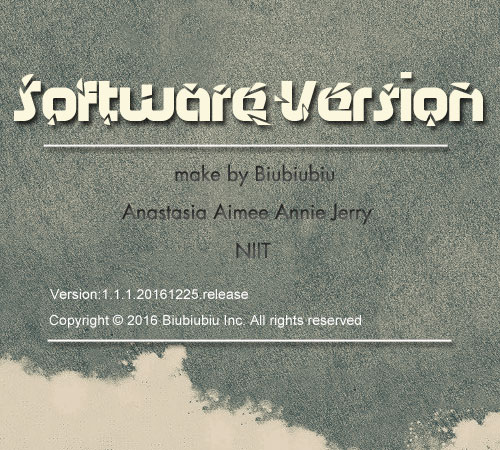 Software Version
make by Biubiubiu
Anastasia Aimee Annie Jerry
NIIT
Version:1.1.1.20161225.release
Copyright © 2016 Biubiubiu Inc. All rights reserved